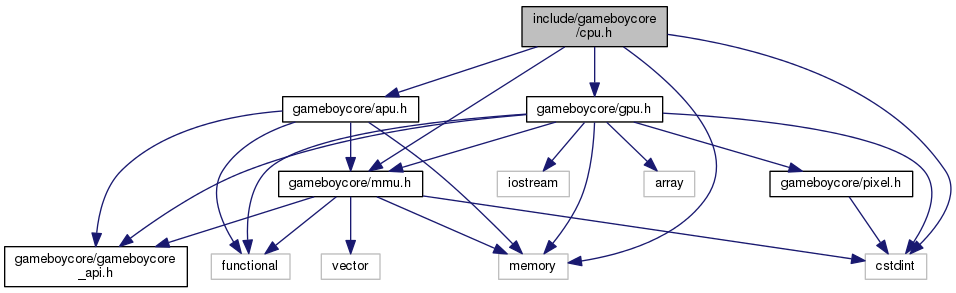 include/gameboycore
/cpu.h
gameboycore/apu.h
gameboycore/gpu.h
gameboycore/mmu.h
iostream
array
gameboycore/pixel.h
gameboycore/gameboycore
_api.h
functional
vector
memory
cstdint